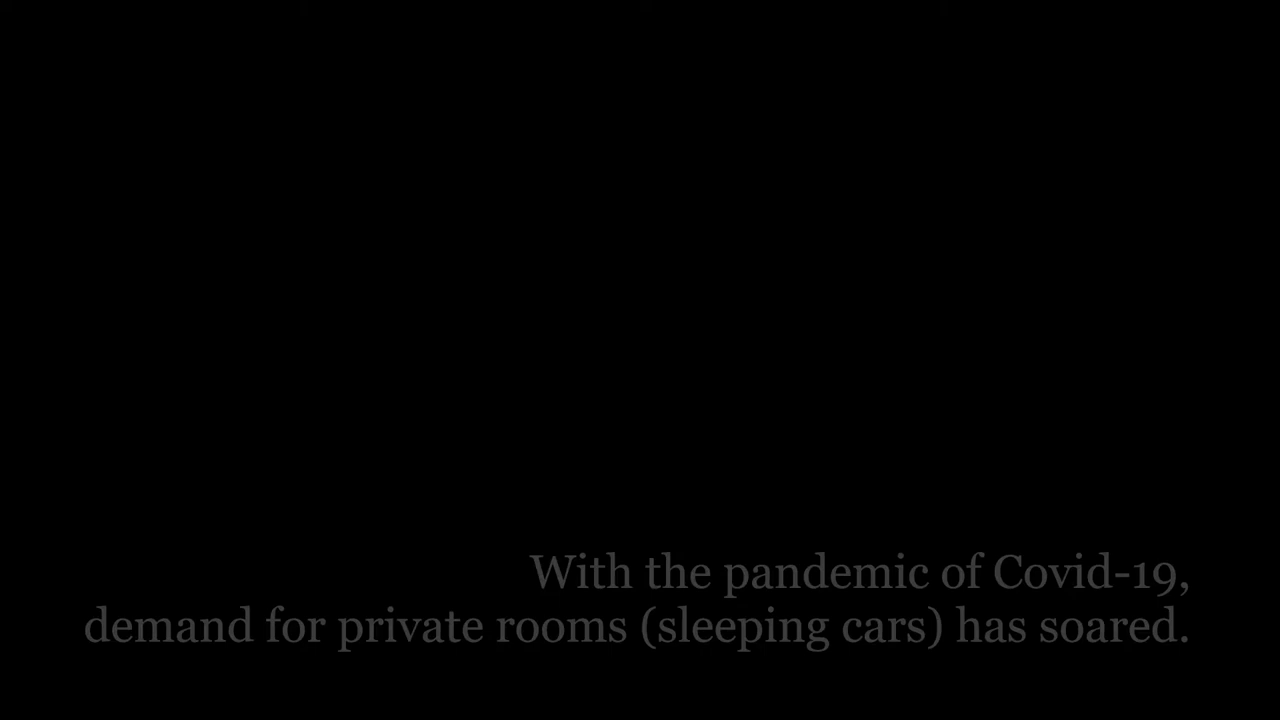 With the pandemic of Covid-19,
demand for private rooms (sleeping cars) has soared.